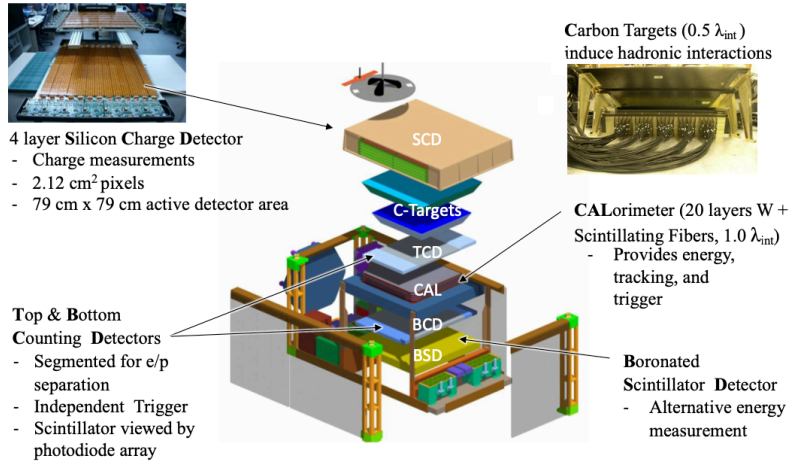 Carbon Targets (0.5 λint )
induce hadronic interactions
4 layer Silicon Charge Detector
- Charge measurements
- 2.12 cm2 pixels
- 79 cm x 79 cm active detector area
SCD
C-Targets
TCD
CAL
BCD
BSD
CALorimeter (20 layers W +
Scintillating Fibers, 1.0 λint)
- Provides energy,
tracking, and
trigger
Top & Bottom
Counting Detectors
- Segmented for e/p
separation
- Independent Trigger
- Scintillator viewed by
photodiode array
Boronated
Scintillator Detector
- Alternative energy
measurement